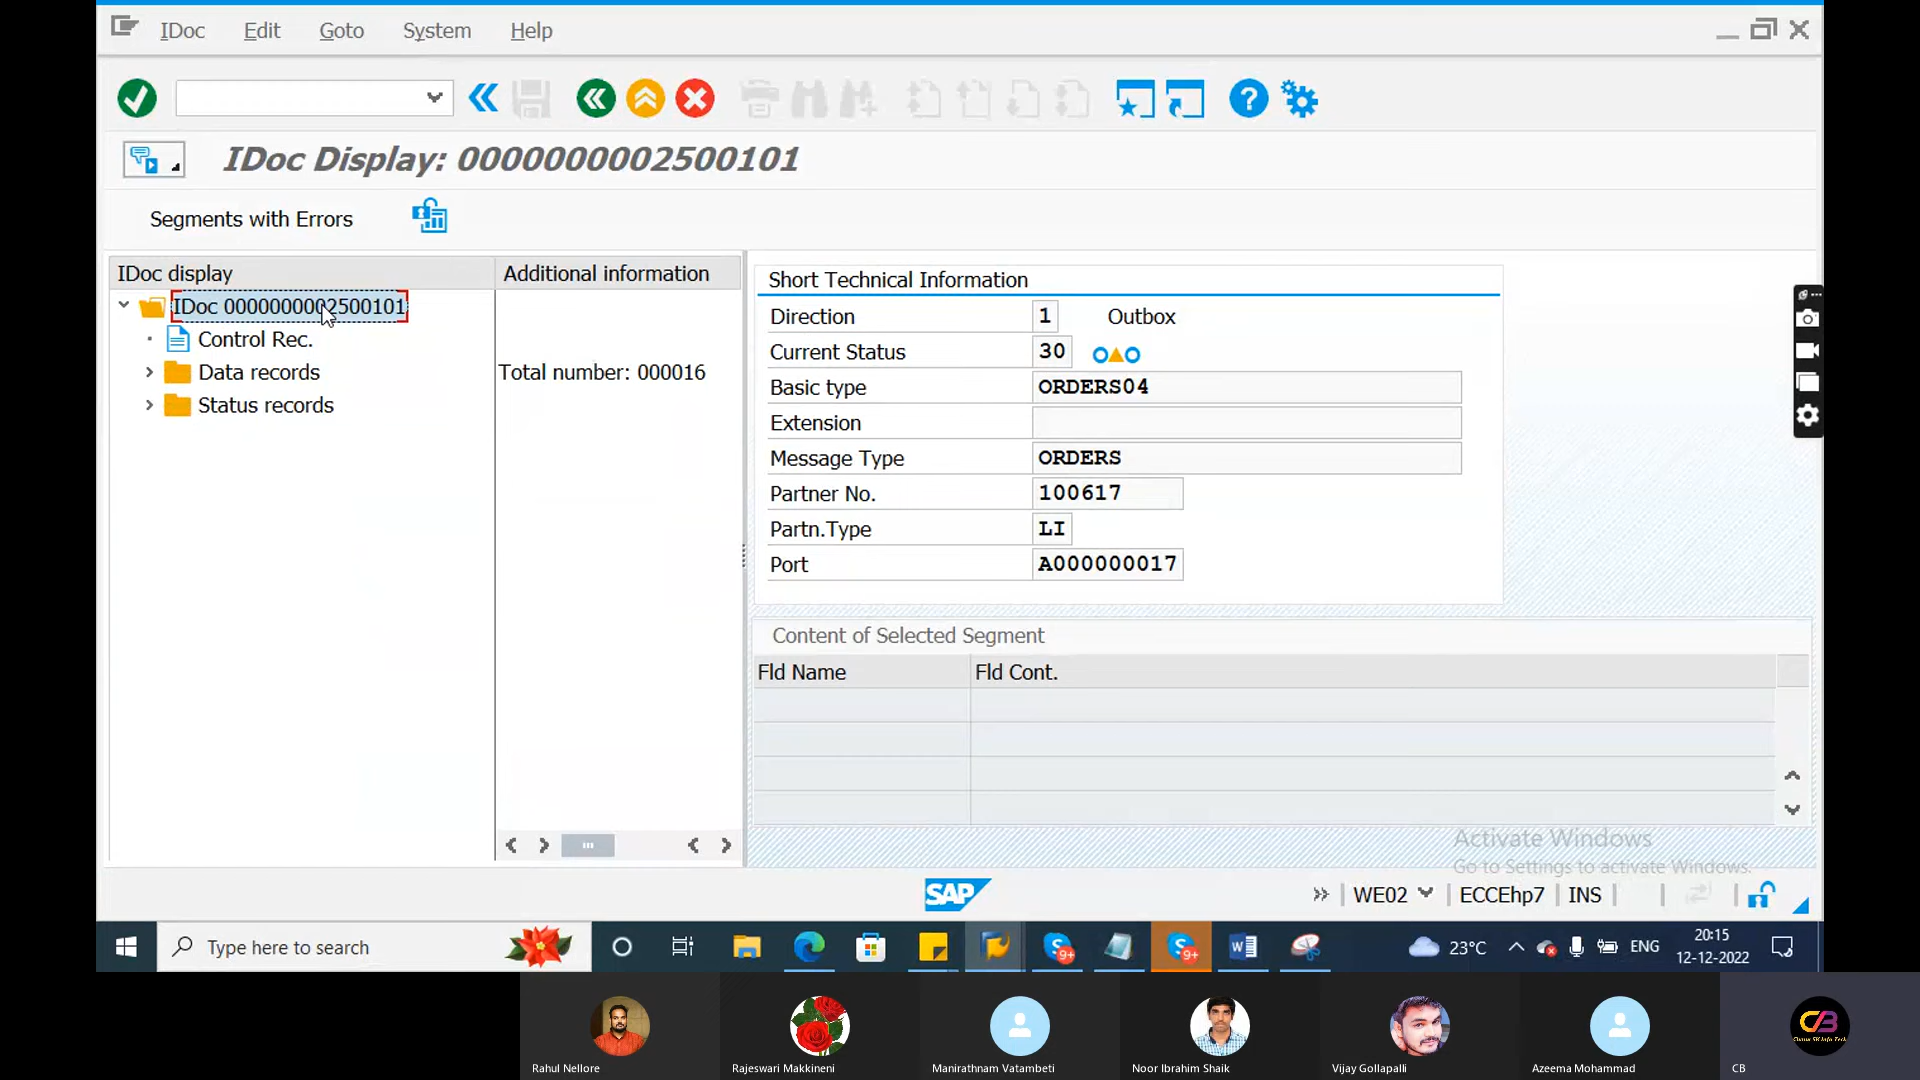 IDoc Edit Goto System Help
IDoc Display: 0000000002500101
Segments with Errors
IDoc display Additional information
IDoc 0000000002500101
Control Rec.
Data records Total number: 000016
Status records
Short Technical Information
Direction 1 Outbox
Current Status 30
Basic type ORDERS04
Extension
Message Type ORDERS
Partner No. 100617
Partn.Type LI
Port A000000017
Content of Selected Segment
Fld Name Fld Cont.
Activate Windows
Go to Settings to activate Windows.
SAP WE02 ECCEhp7 INS
Type here to search 9+ 9+ 23°C ENG 20:15
12-12-2022
CB
Rahul Nellore Rajeswari Makkineni Manirathnam Vatambeti Noor Ibrahim Shaik Vijay Gollapalli Azeema Mohammad CB